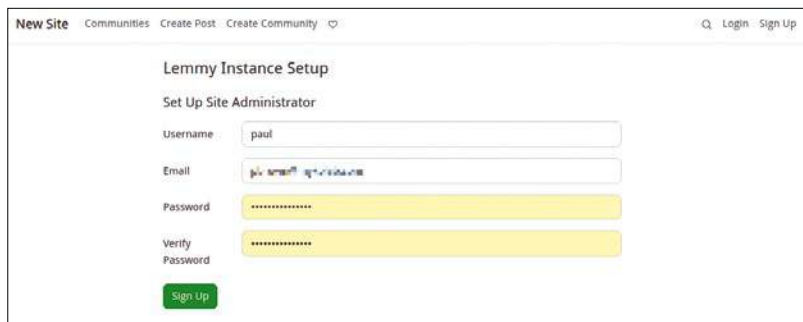 New Site Communities Create Post Create Community Login Sign Up
Lemmy Instance Setup
Set Up Site Administrator
Username paul
Email
Password ••••••••••••••
Verify ••••••••••••••
Password
Sign Up